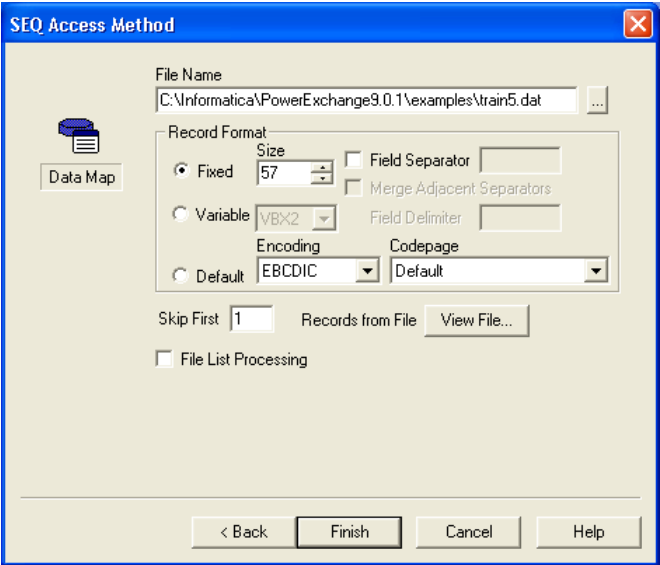 SEQ Access Method
File Name
C:\Informatica\PowerExchange9.0.1\examples\train5.dat ...
Data Map
Record Format
Size
Fixed 57 Field Separator
Merge Adjacent Separators
Variable VBX2 Field Delimiter
Encoding Codepage
Default EBCDIC Default
Skip First 1 Records from File View File...
File List Processing
< Back Finish Cancel Help